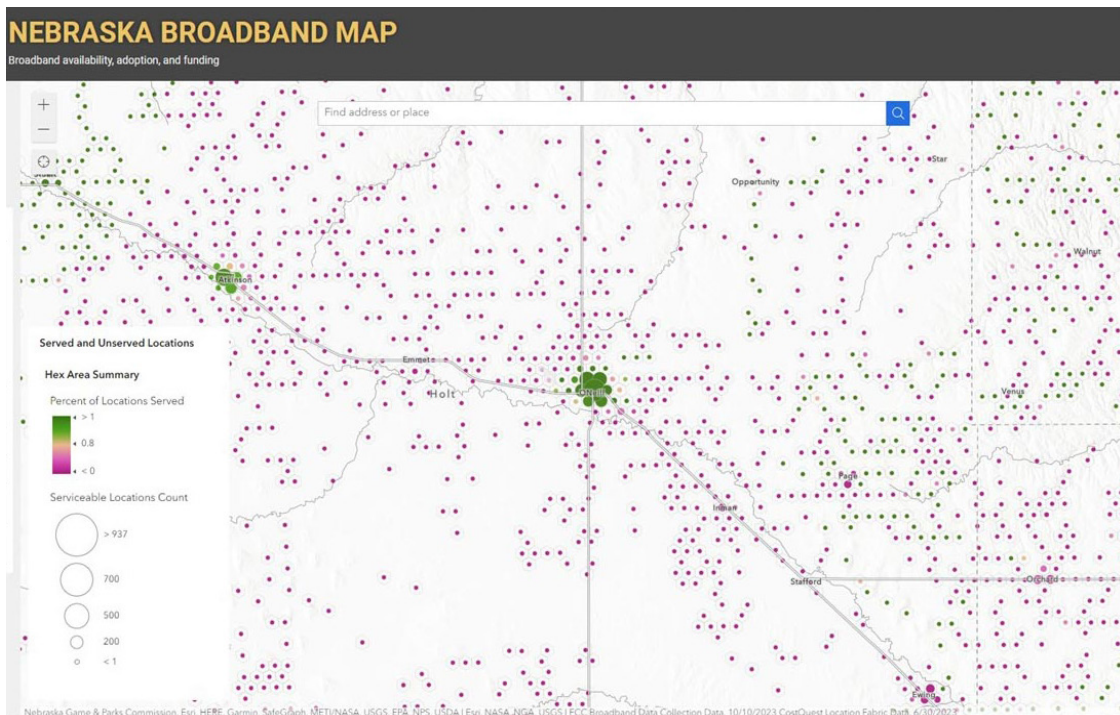 NEBRASKA BROADBAND MAP
Broadband availability, adoption, and funding
+
Find address or place
−
Star
Opportunity
Walnut
Atkinson
Served and Unserved Locations
Emmet
Hex Area Summary
Holt
Venus
Percent of Locations Served
> 1
0.8
< 0
Page
Serviceable Locations Count
Inman
> 937
700
Stafford
Orchard
500
200
< 1
Ewing
Nebraska Game & Parks Commission, Esri, HERE, Garmin, SafeGraph, METI/NASA, USGS, EPA, NPS, USDA | Esri, NASA, NGA, USGS | FCC Broadband Data Collection Data, 10/10/2023 CostQuest Location Fabric Data, 6/30/2023